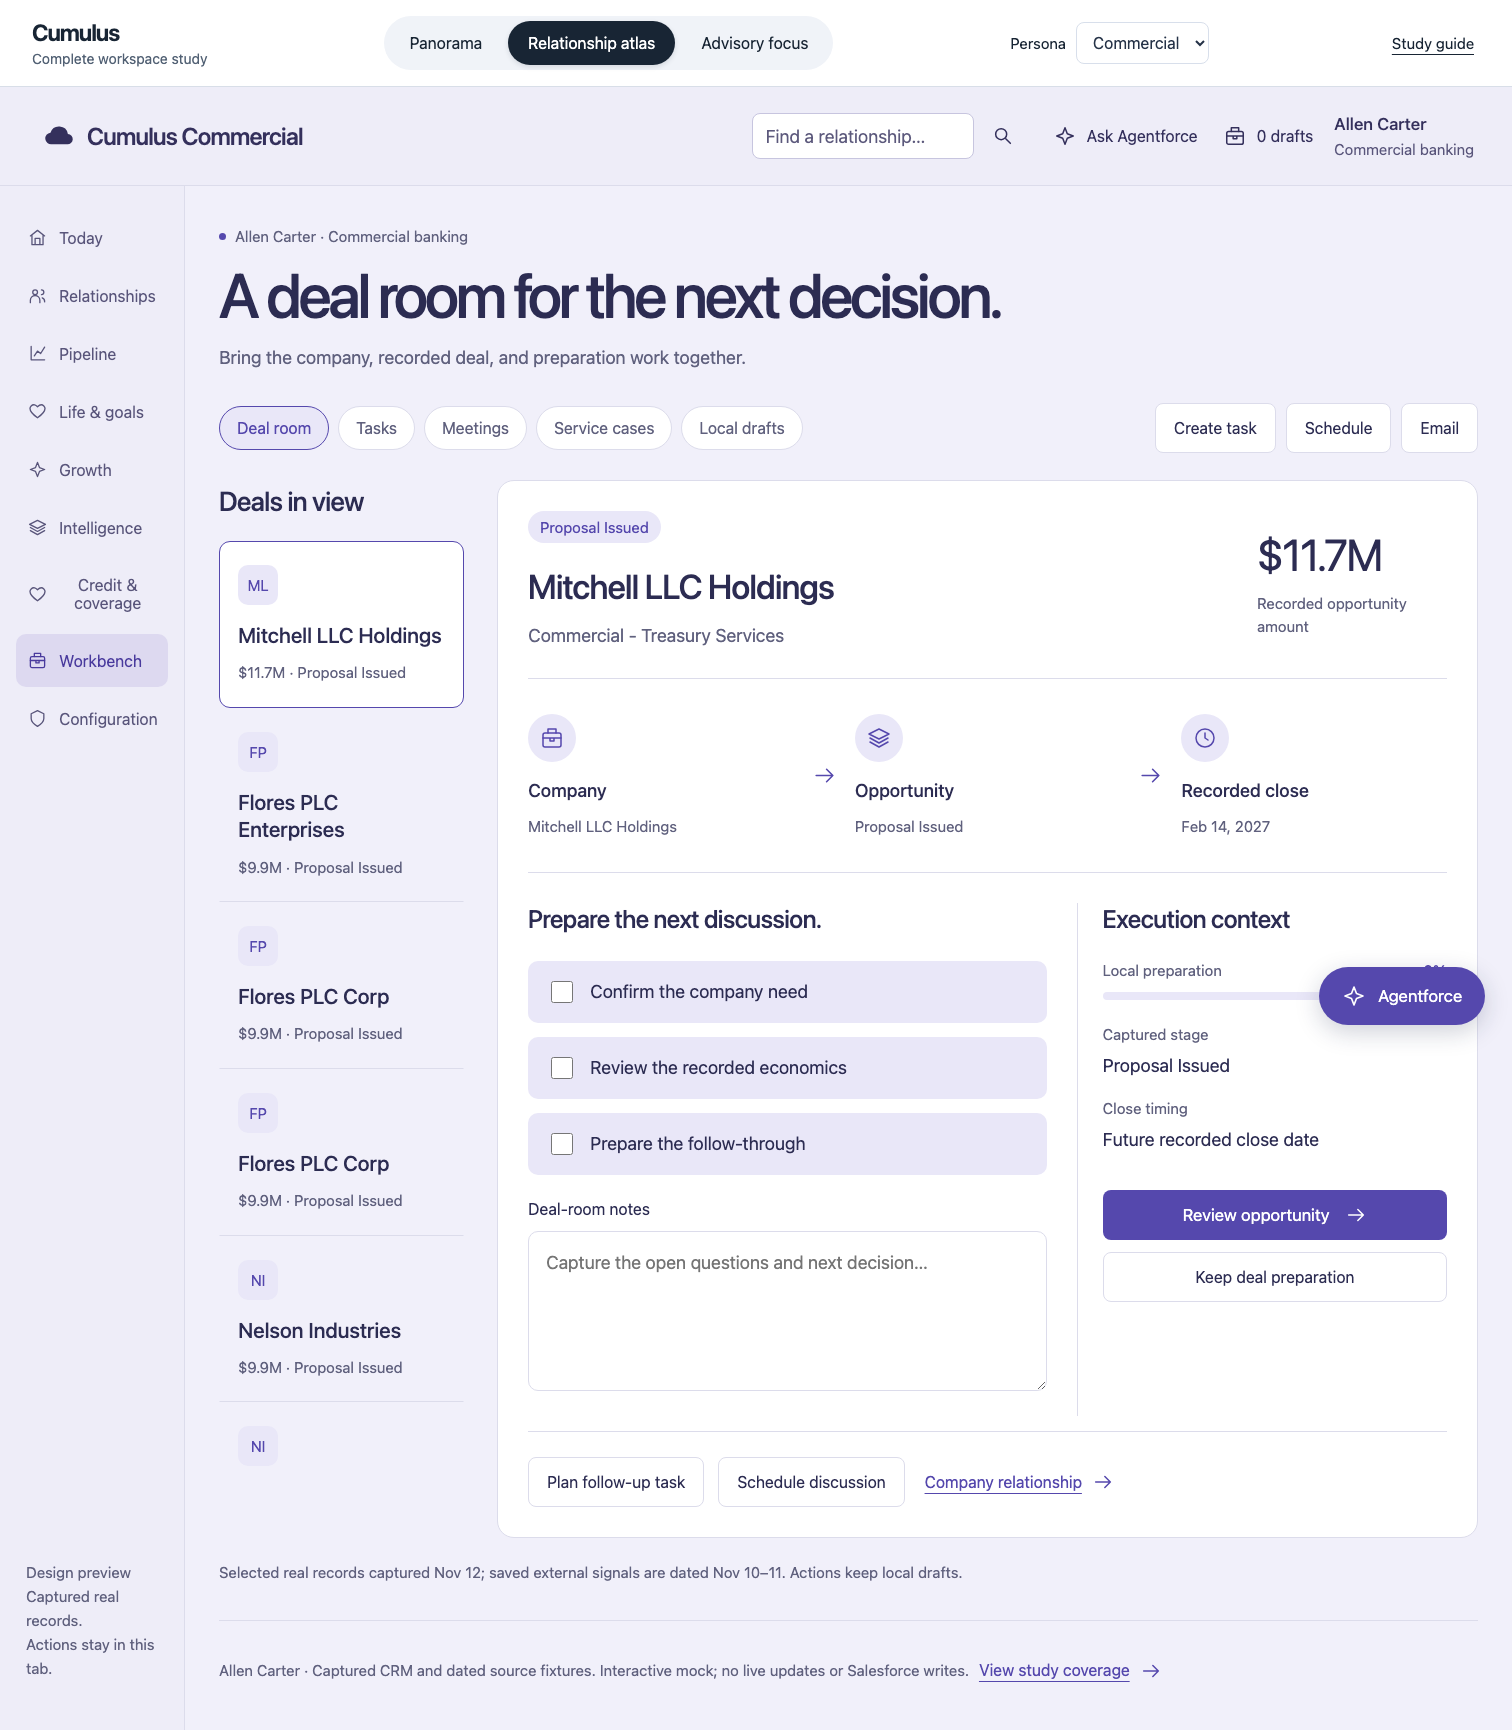 Cumulus
Complete workspace study
Panorama
Relationship atlas
Advisory focus
Persona
Commercial
Study guide
Cumulus Commercial
Find a relationship...
Ask Agentforce
0 drafts
Allen Carter
Commercial banking
Today
Relationships
Pipeline
Life & goals
Growth
Intelligence
Credit &
coverage
Workbench
Configuration
Design preview
Captured real
records.
Actions stay in this
tab.
Allen Carter · Commercial banking
A deal room for the next decision.
Bring the company, recorded deal, and preparation work together.
Deal room
Tasks
Meetings
Service cases
Local drafts
Create task
Schedule
Email
Deals in view
ML
Mitchell LLC Holdings
$11.7M · Proposal Issued
FP
Flores PLC
Enterprises
$9.9M · Proposal Issued
FP
Flores PLC Corp
$9.9M · Proposal Issued
FP
Flores PLC Corp
$9.9M · Proposal Issued
NI
Nelson Industries
$9.9M · Proposal Issued
NI
Proposal Issued
Mitchell LLC Holdings
Commercial - Treasury Services
$11.7M
Recorded opportunity
amount
Company
Mitchell LLC Holdings
Opportunity
Proposal Issued
Recorded close
Feb 14, 2027
Prepare the next discussion.
Confirm the company need
Review the recorded economics
Prepare the follow-through
Deal-room notes
Capture the open questions and next decision...
Execution context
Local preparation
Agentforce
Captured stage
Proposal Issued
Close timing
Future recorded close date
Review opportunity
Keep deal preparation
Plan follow-up task
Schedule discussion
Company relationship
Selected real records captured Nov 12; saved external signals are dated Nov 10–11. Actions keep local drafts.
Allen Carter · Captured CRM and dated source fixtures. Interactive mock; no live updates or Salesforce writes.
View study coverage